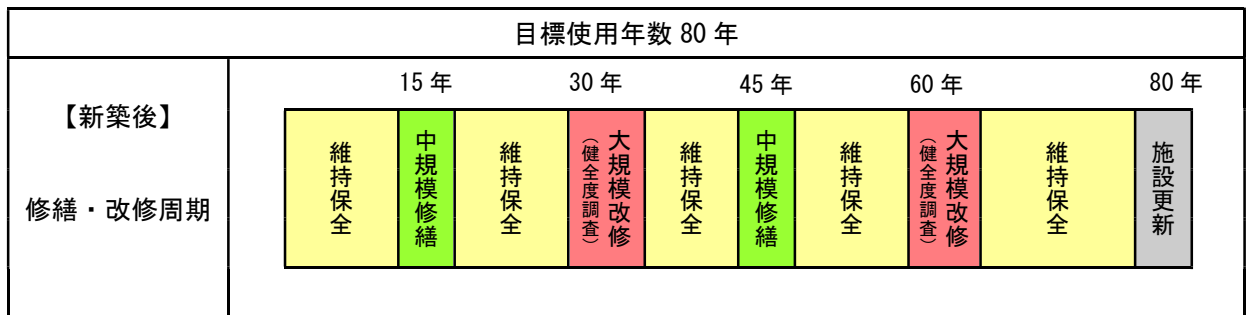 目標使用年数 80 年
【新築後】
修繕・改修周期
15 年
30 年
45 年
60 年
80 年
維持保全
中規模修繕
維持保全
大規模改修
（健全度調査）
維持保全
中規模修繕
維持保全
大規模改修
（健全度調査）
維持保全
施設更新